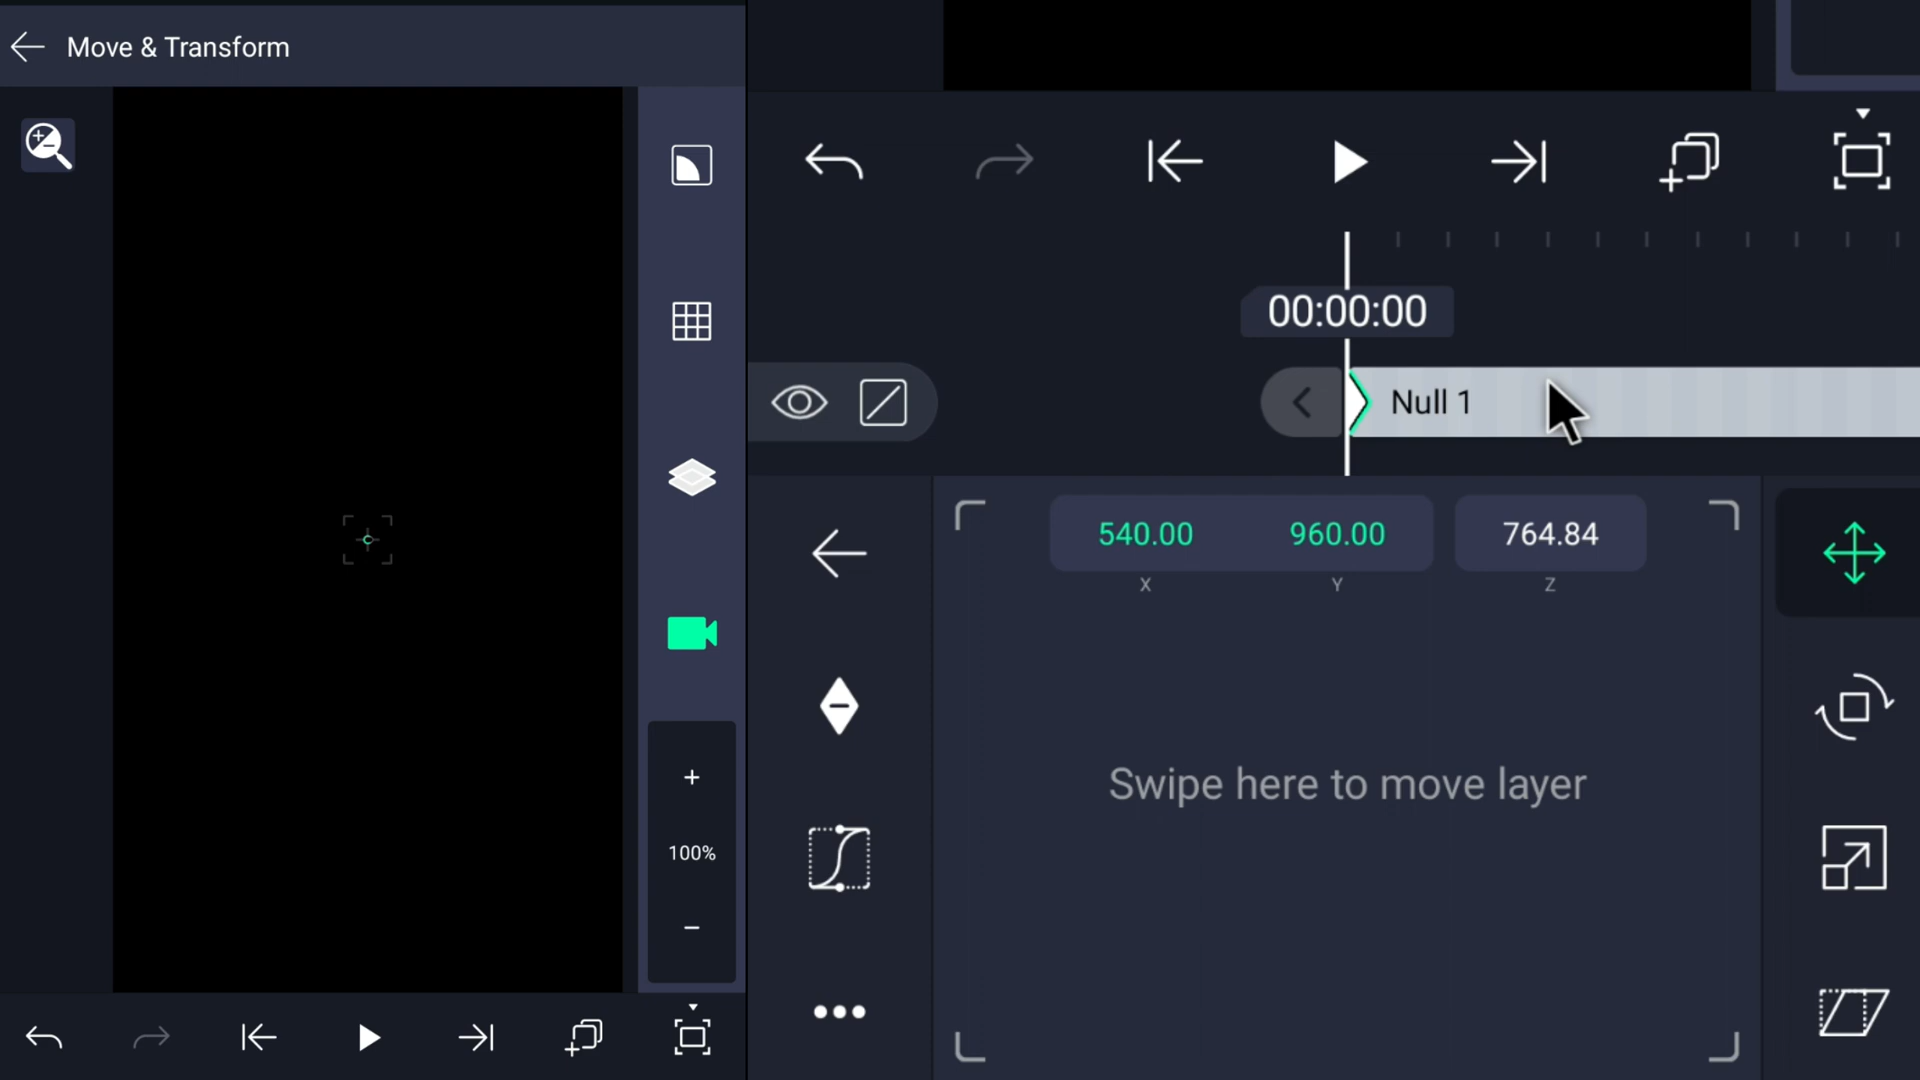 Move & Transform
100%
00:00:00
Null 1
540.00 960.00 764.84
X Y Z
Swipe here to move layer